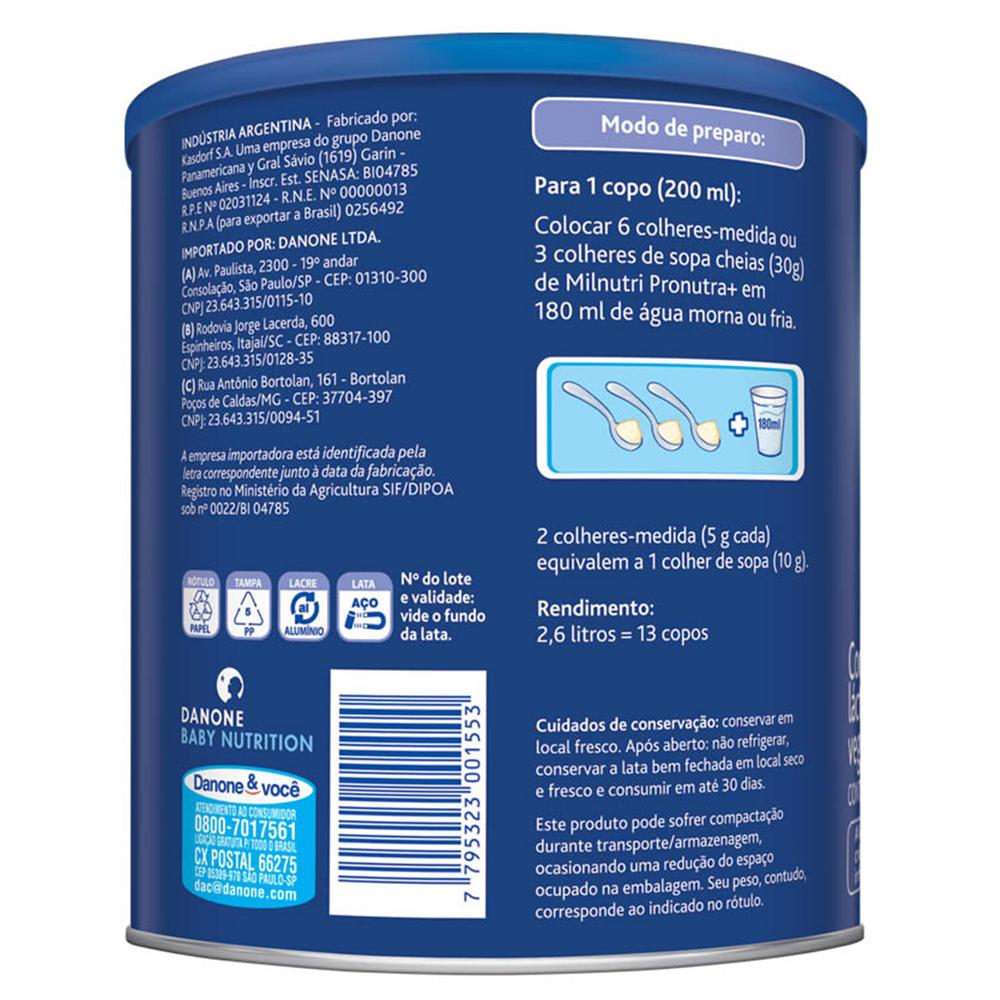 INDÚSTRIA ARGENTINA - Fabricado por:
Kasdorf S.A. Uma empresa do grupo Danone
Panamericana y Gral Sávio (1619) Garin -
Buenos Aires - Inscr. Est. SENASA: BI04785
R.P.E Nº 02031124 - R.N.E. Nº 00000013
R.N.P.A (para exportar a Brasil) 0256492
IMPORTADO POR: DANONE LTDA.
(A) Av. Paulista, 2300 - 19º andar
Consolação, São Paulo/SP - CEP: 01310-300
CNPJ 23.643.315/0115-10
(B) Rodovia Jorge Lacerda, 600
Espinheiros, Itajaí/SC - CEP: 88317-100
CNPJ: 23.643.315/0128-35
(C) Rua Antônio Bortolan, 161 - Bortolan
Poços de Caldas/MG - CEP: 37704-397
CNPJ: 23.643.315/0094-51
A empresa importadora está identificada pela
letra correspondente junto à data da fabricação.
Registro no Ministério da Agricultura SIF/DIPOA
sob nº 0022/BI 04785
RÓTULO
PAPEL
TAMPA
5
PP
LACRE
al
ALUMÍNIO
LATA
AÇO
Nº do lote
e validade:
vide o fundo
da lata.
DANONE
BABY NUTRITION
Danone & você
ATENDIMENTO AO CONSUMIDOR
0800-7017561
LIGAÇÃO GRATUITA P/ TODO O BRASIL
CX POSTAL 66275
CEP 05389-970 SÃO PAULO-SP
dac@danone.com
7 795323 001553
Modo de preparo:
Para 1 copo (200 ml):
Colocar 6 colheres-medida ou
3 colheres de sopa cheias (30g)
de Milnutri Pronutra+ em
180 ml de água morna ou fria.
180ml
2 colheres-medida (5 g cada)
equivalem a 1 colher de sopa (10 g).
Rendimento:
2,6 litros = 13 copos
Cuidados de conservação: conservar em
local fresco. Após aberto: não refrigerar,
conservar a lata bem fechada em local seco
e fresco e consumir em até 30 dias.
Este produto pode sofrer compactação
durante transporte/armazenagem,
ocasionando uma redução do espaço
ocupado na embalagem. Seu peso, contudo,
corresponde ao indicado no rótulo.